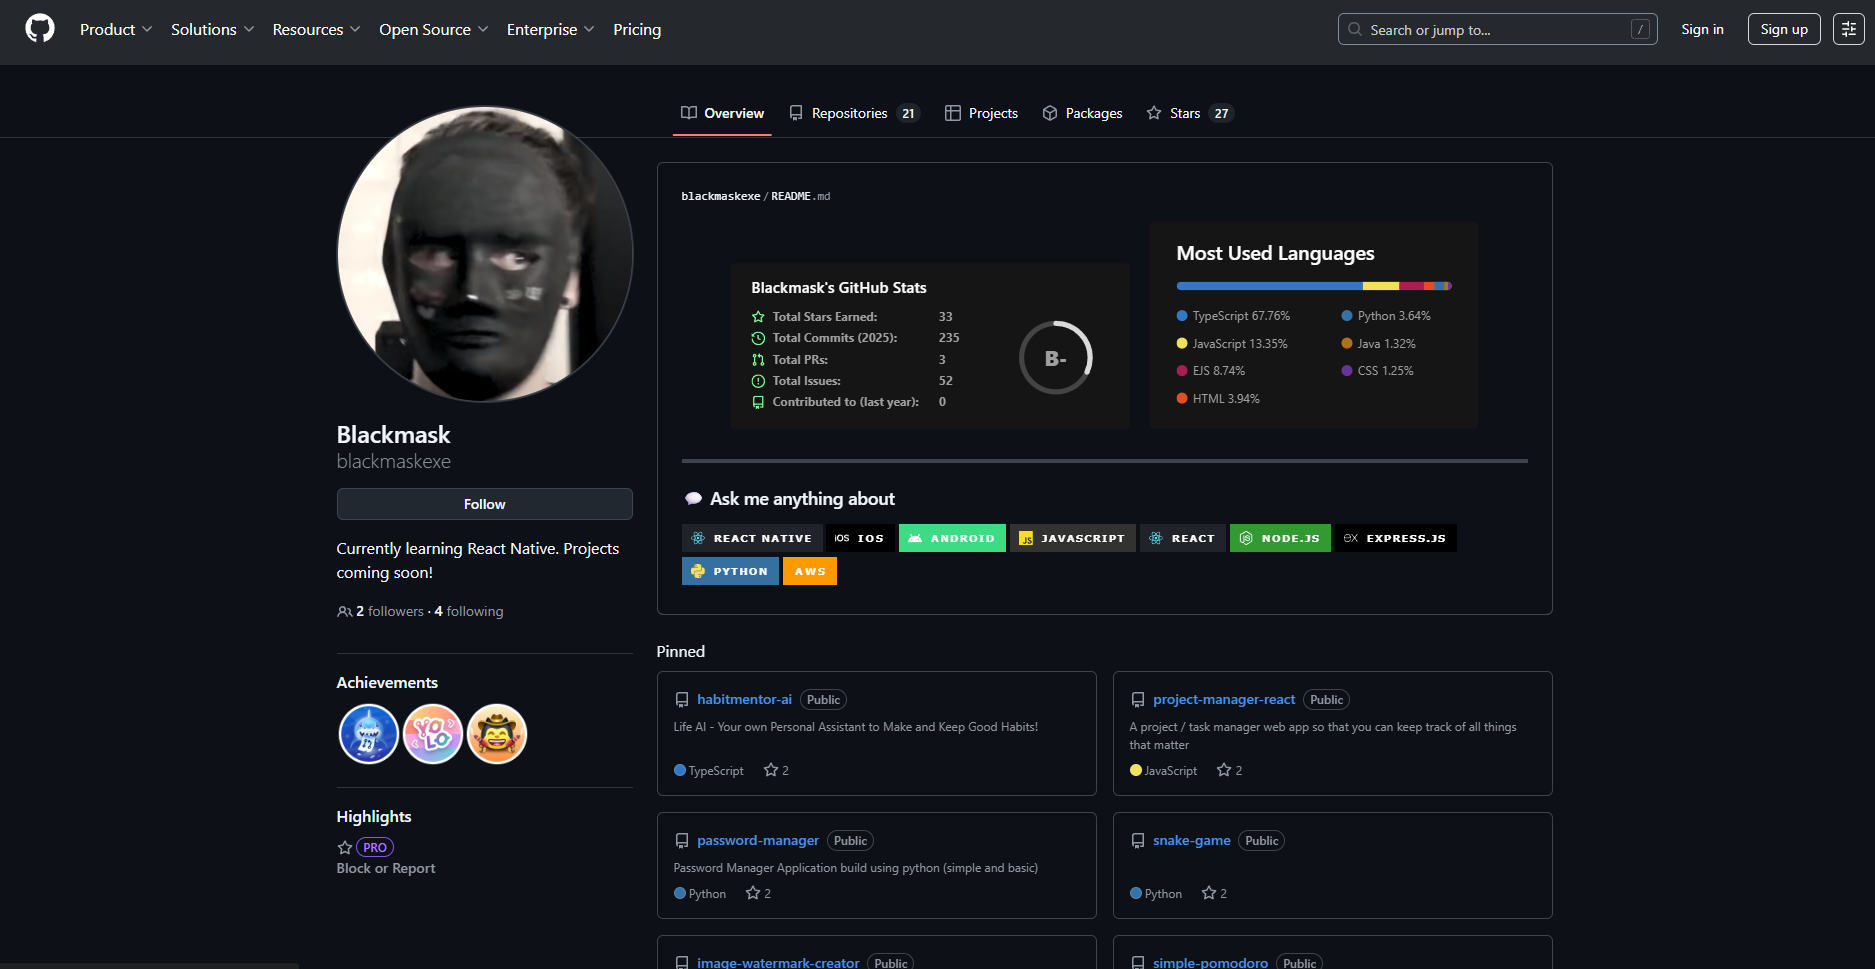 Product Solutions Resources Open Source Enterprise Pricing
Search or jump to... / Sign in Sign up
Overview Repositories 21 Projects Packages Stars 27
Blackmask
blackmaskexe
Follow
Currently learning React Native. Projects
coming soon!
2 followers · 4 following
Achievements
YOLO
Highlights
PRO
Block or Report
blackmaskexe / README.md
Blackmask's GitHub Stats
Total Stars Earned: 33
Total Commits (2025): 235
Total PRs: 3
Total Issues: 52
Contributed to (last year): 0
B-
Most Used Languages
TypeScript 67.76%
JavaScript 13.35%
EJS 8.74%
HTML 3.94%
Python 3.64%
Java 1.32%
CSS 1.25%
Ask me anything about
REACT NATIVE iOS IOS ANDROID JS JAVASCRIPT REACT NODE.JS ex EXPRESS.JS
PYTHON AWS
Pinned
habitmentor-ai Public
Life AI - Your own Personal Assistant to Make and Keep Good Habits!
TypeScript 2
project-manager-react Public
A project / task manager web app so that you can keep track of all things
that matter
JavaScript 2
password-manager Public
Password Manager Application build using python (simple and basic)
Python 2
snake-game Public
Python 2
image-watermark-creator Public
simple-pomodoro Public